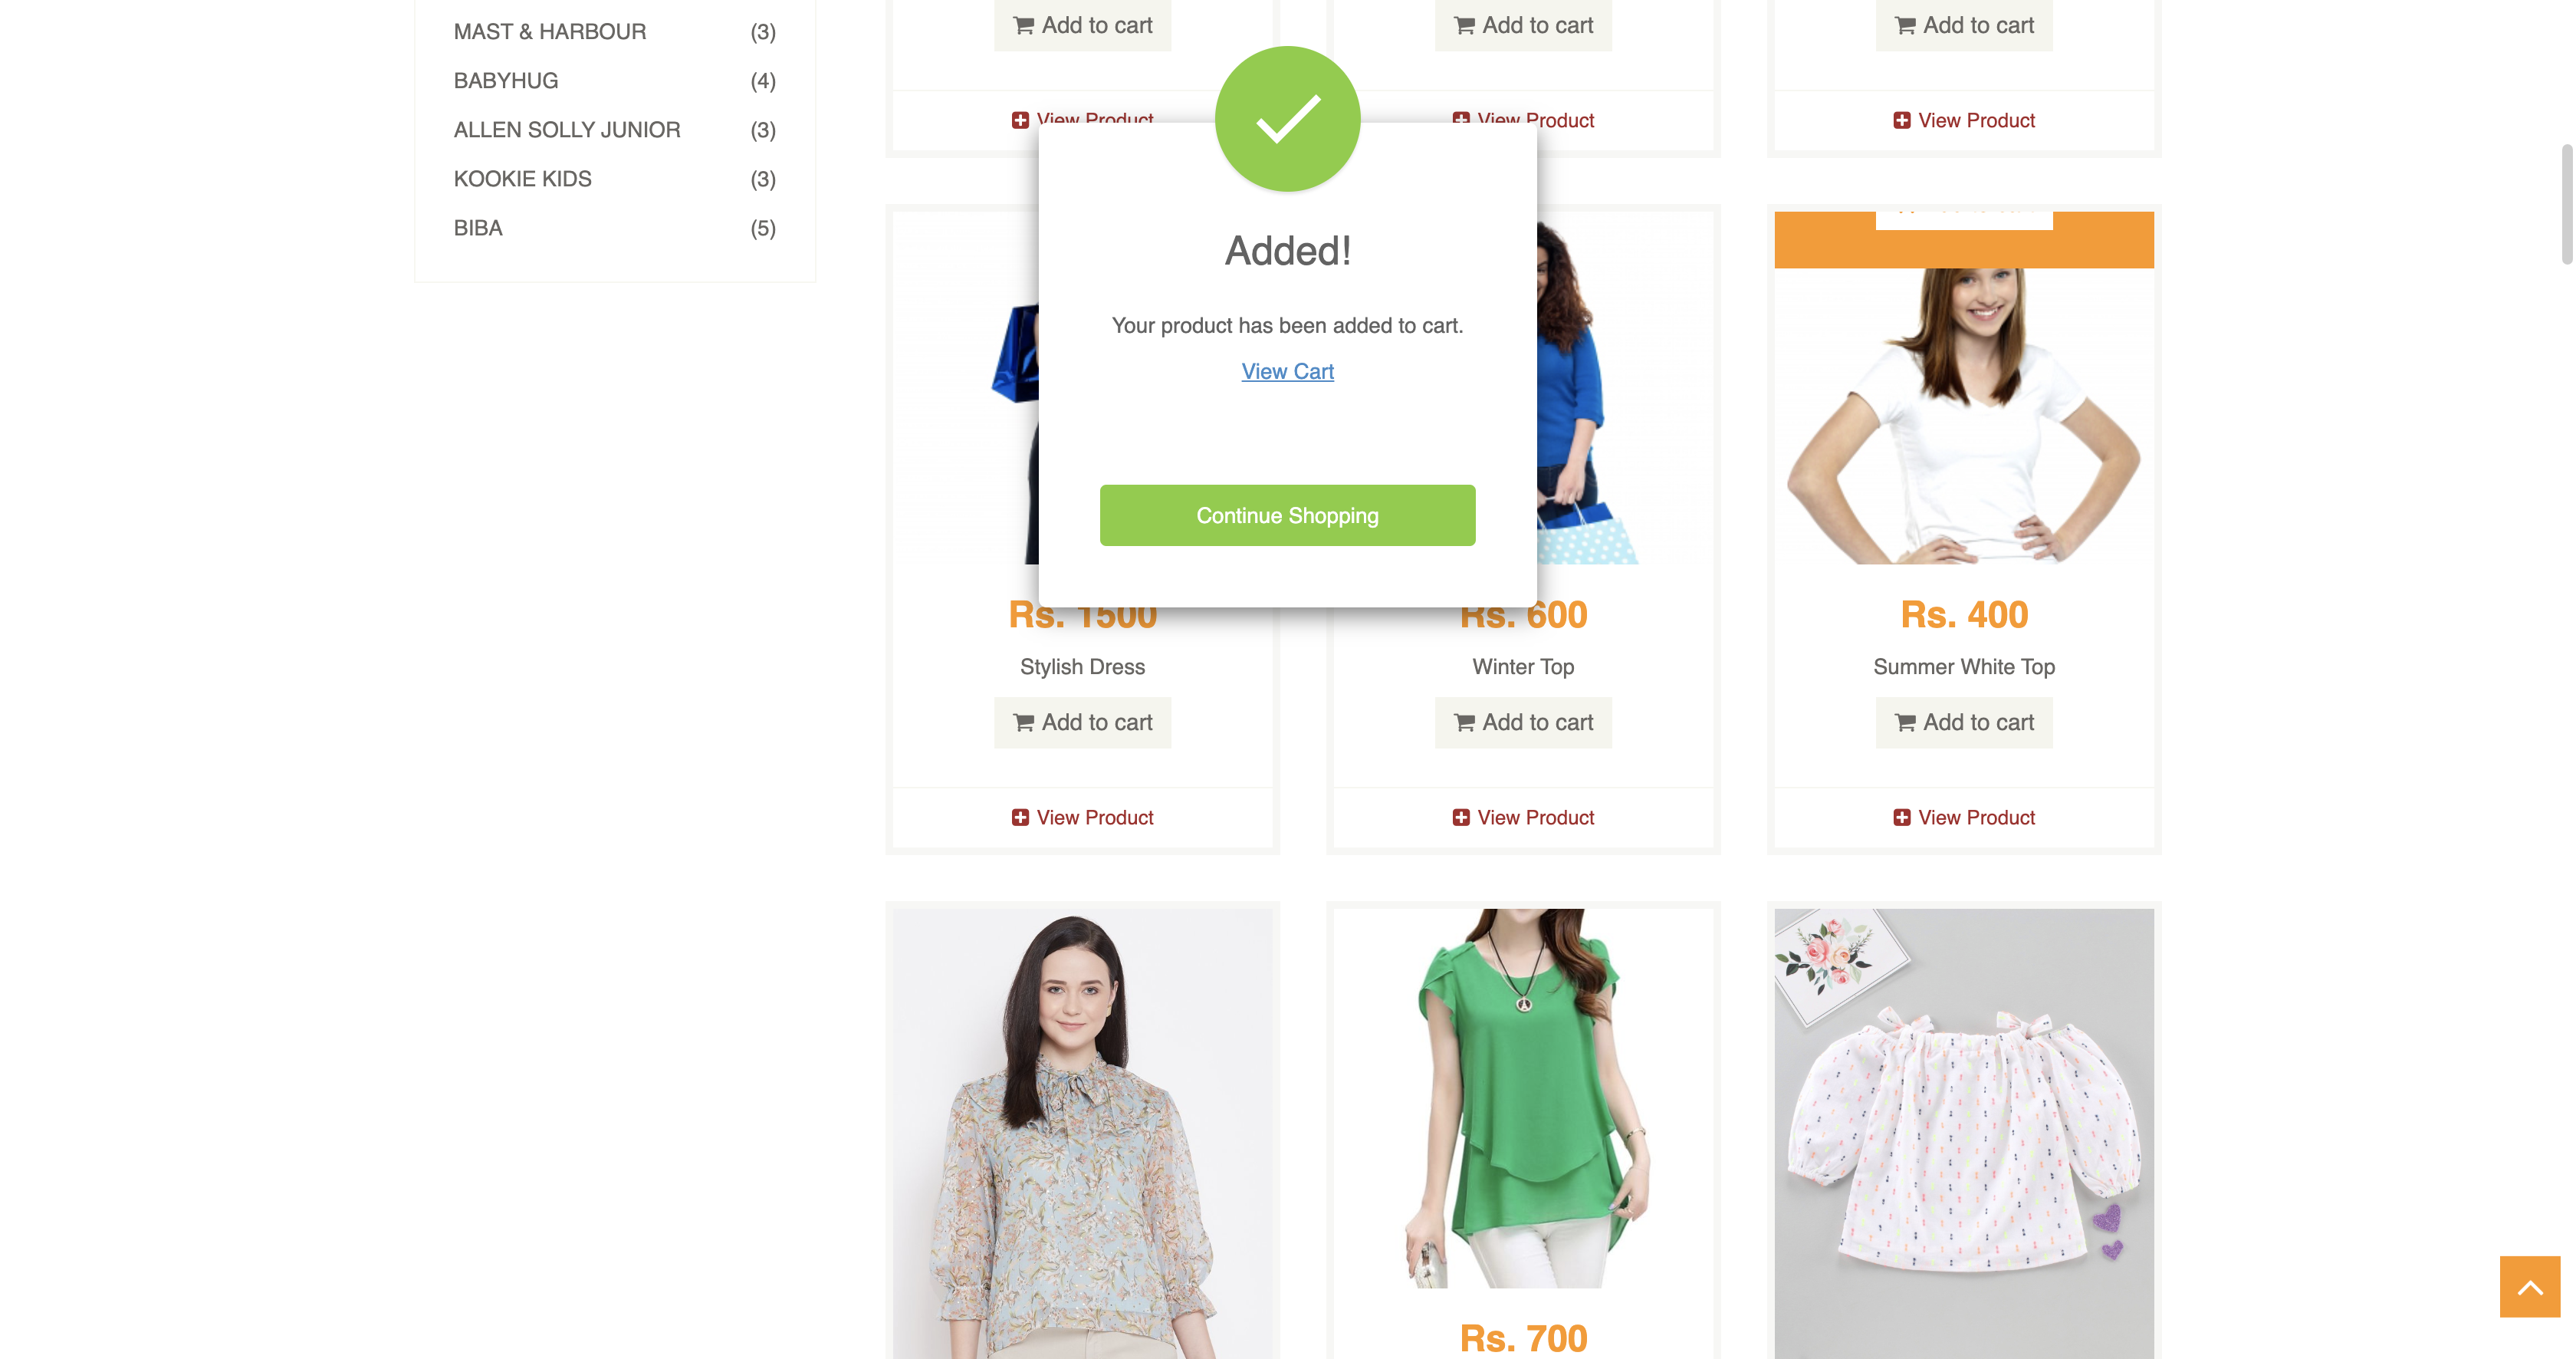 MAST & HARBOUR (3)
BABYHUG (4)
ALLEN SOLLY JUNIOR (3)
KOOKIE KIDS (3)
BIBA (5)
Add to cart
Add to cart
Add to cart
View Product
View Product
View Product
Added!
Your product has been added to cart.
View Cart
Continue Shopping
Rs. 1500
Stylish Dress
Add to cart
View Product
Rs. 600
Winter Top
Add to cart
View Product
Rs. 400
Summer White Top
Add to cart
View Product
Rs. 700